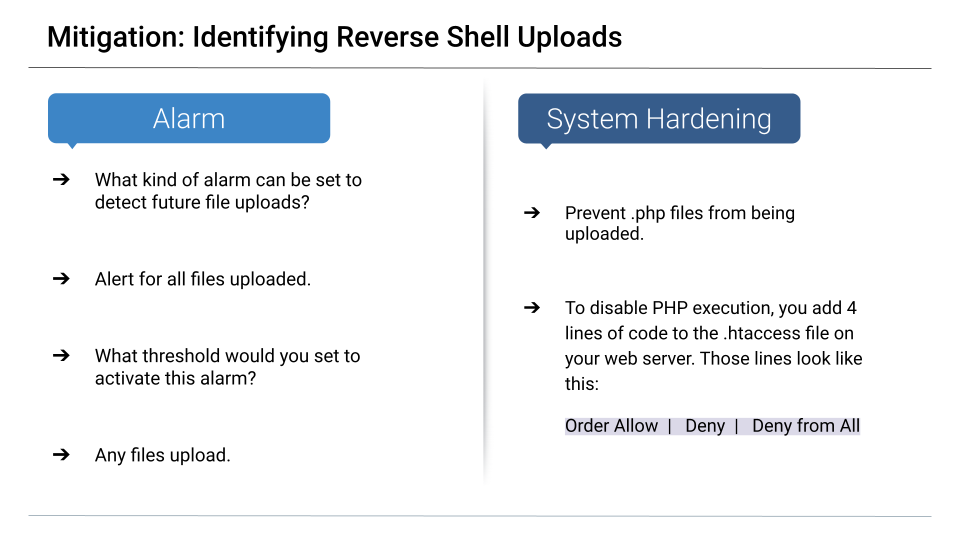 Mitigation: Identifying Reverse Shell Uploads
Alarm
➔ What kind of alarm can be set to
detect future file uploads?
➔ Alert for all files uploaded.
➔ What threshold would you set to
activate this alarm?
➔ Any files upload.
System Hardening
➔ Prevent .php files from being
uploaded.
➔ To disable PHP execution, you add 4
lines of code to the .htaccess file on
your web server. Those lines look like
this:
Order Allow | Deny | Deny from All